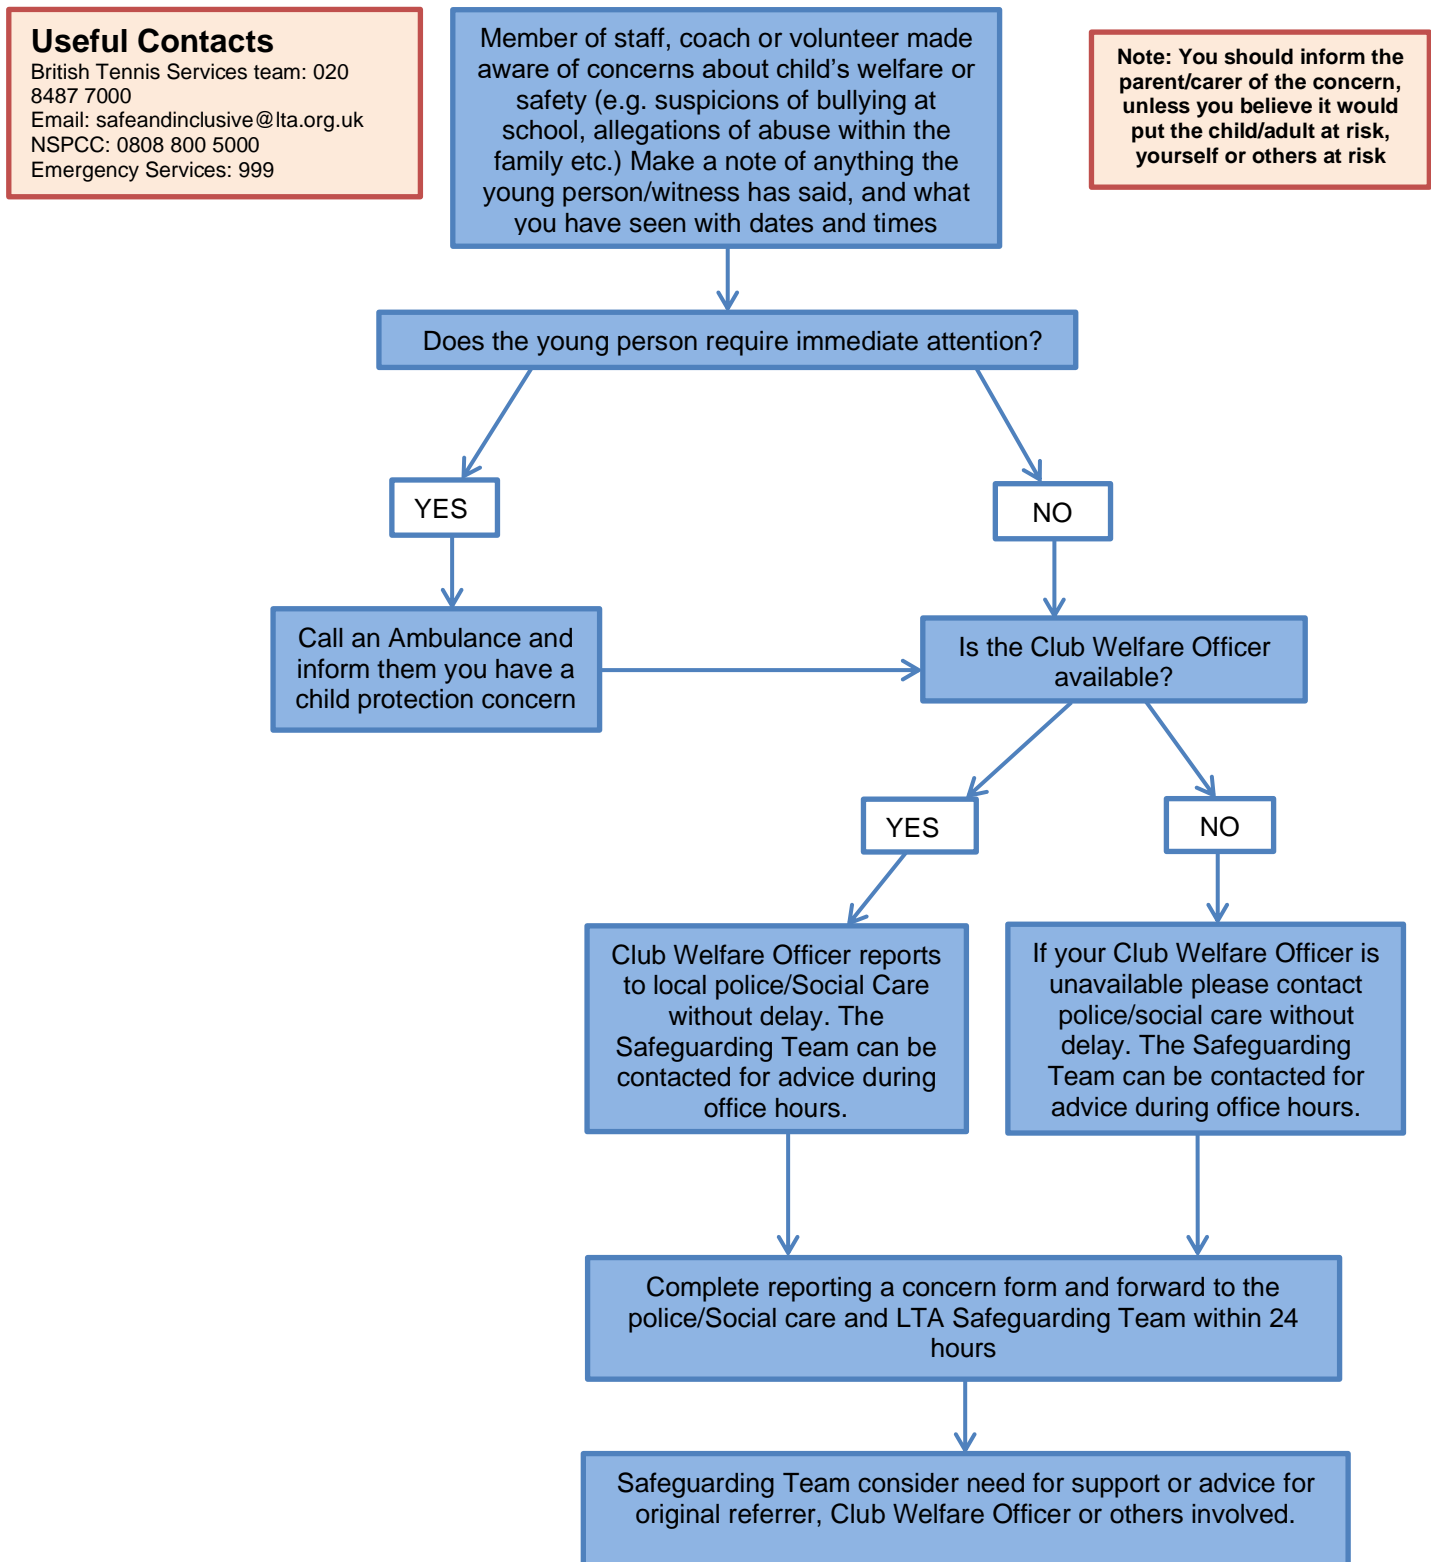 Useful Contacts
British Tennis Services team: 020
8487 7000
Email: safeandinclusive@lta.org.uk
NSPCC: 0808 800 5000
Emergency Services: 999
Member of staff, coach or volunteer made
aware of concerns about child's welfare or
safety (e.g. suspicions of bullying at
school, allegations of abuse within the
family etc.) Make a note of anything the
young person/witness has said, and what
you have seen with dates and times
Note: You should inform the
parent/carer of the concern,
unless you believe it would
put the child/adult at risk,
yourself or others at risk
Does the young person require immediate attention?
YES
NO
Call an Ambulance and
inform them you have a
child protection concern
Is the Club Welfare Officer
available?
YES
NO
Club Welfare Officer reports
to local police/Social Care
without delay. The
Safeguarding Team can be
contacted for advice during
office hours.
If your Club Welfare Officer is
unavailable please contact
police/social care without
delay. The Safeguarding
Team can be contacted for
advice during office hours.
Complete reporting a concern form and forward to the
police/Social care and LTA Safeguarding Team within 24
hours
Safeguarding Team consider need for support or advice for
original referrer, Club Welfare Officer or others involved.